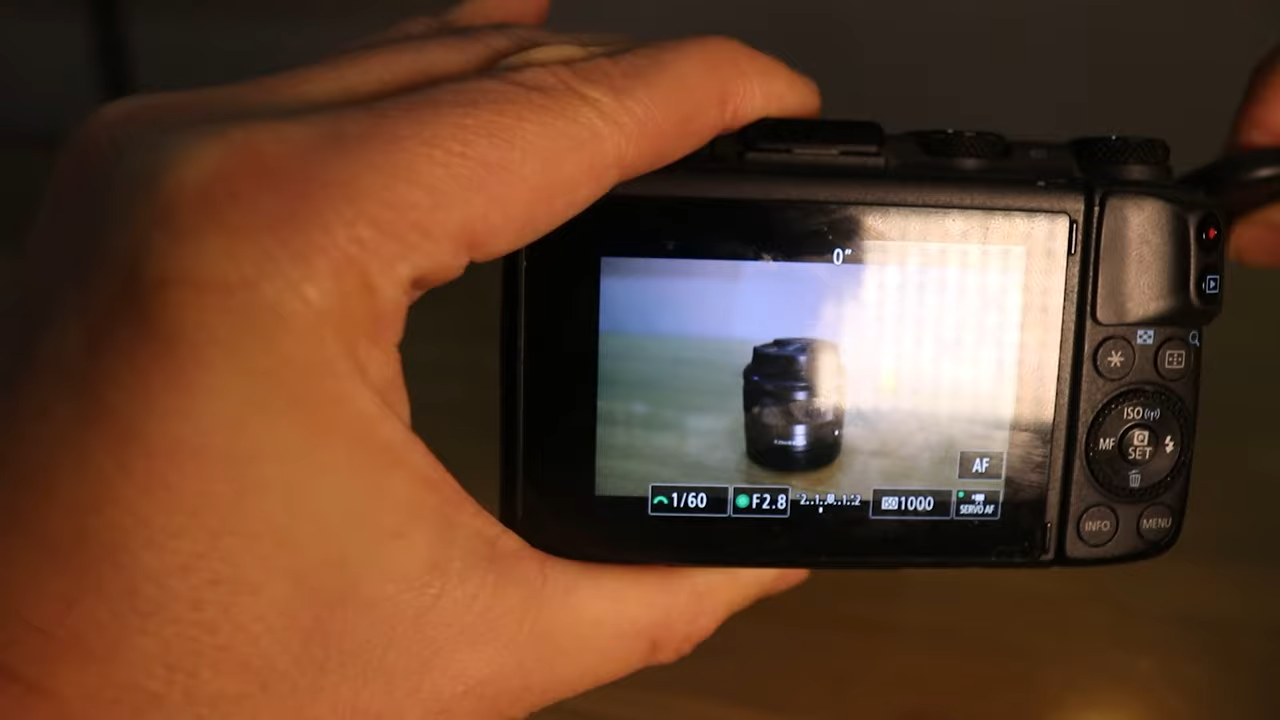 0"
AF
1/60 F2.8 2..1..0..1..2 ISO 1000 SERVO AF
ISO
MF
Q
SET
INFO MENU